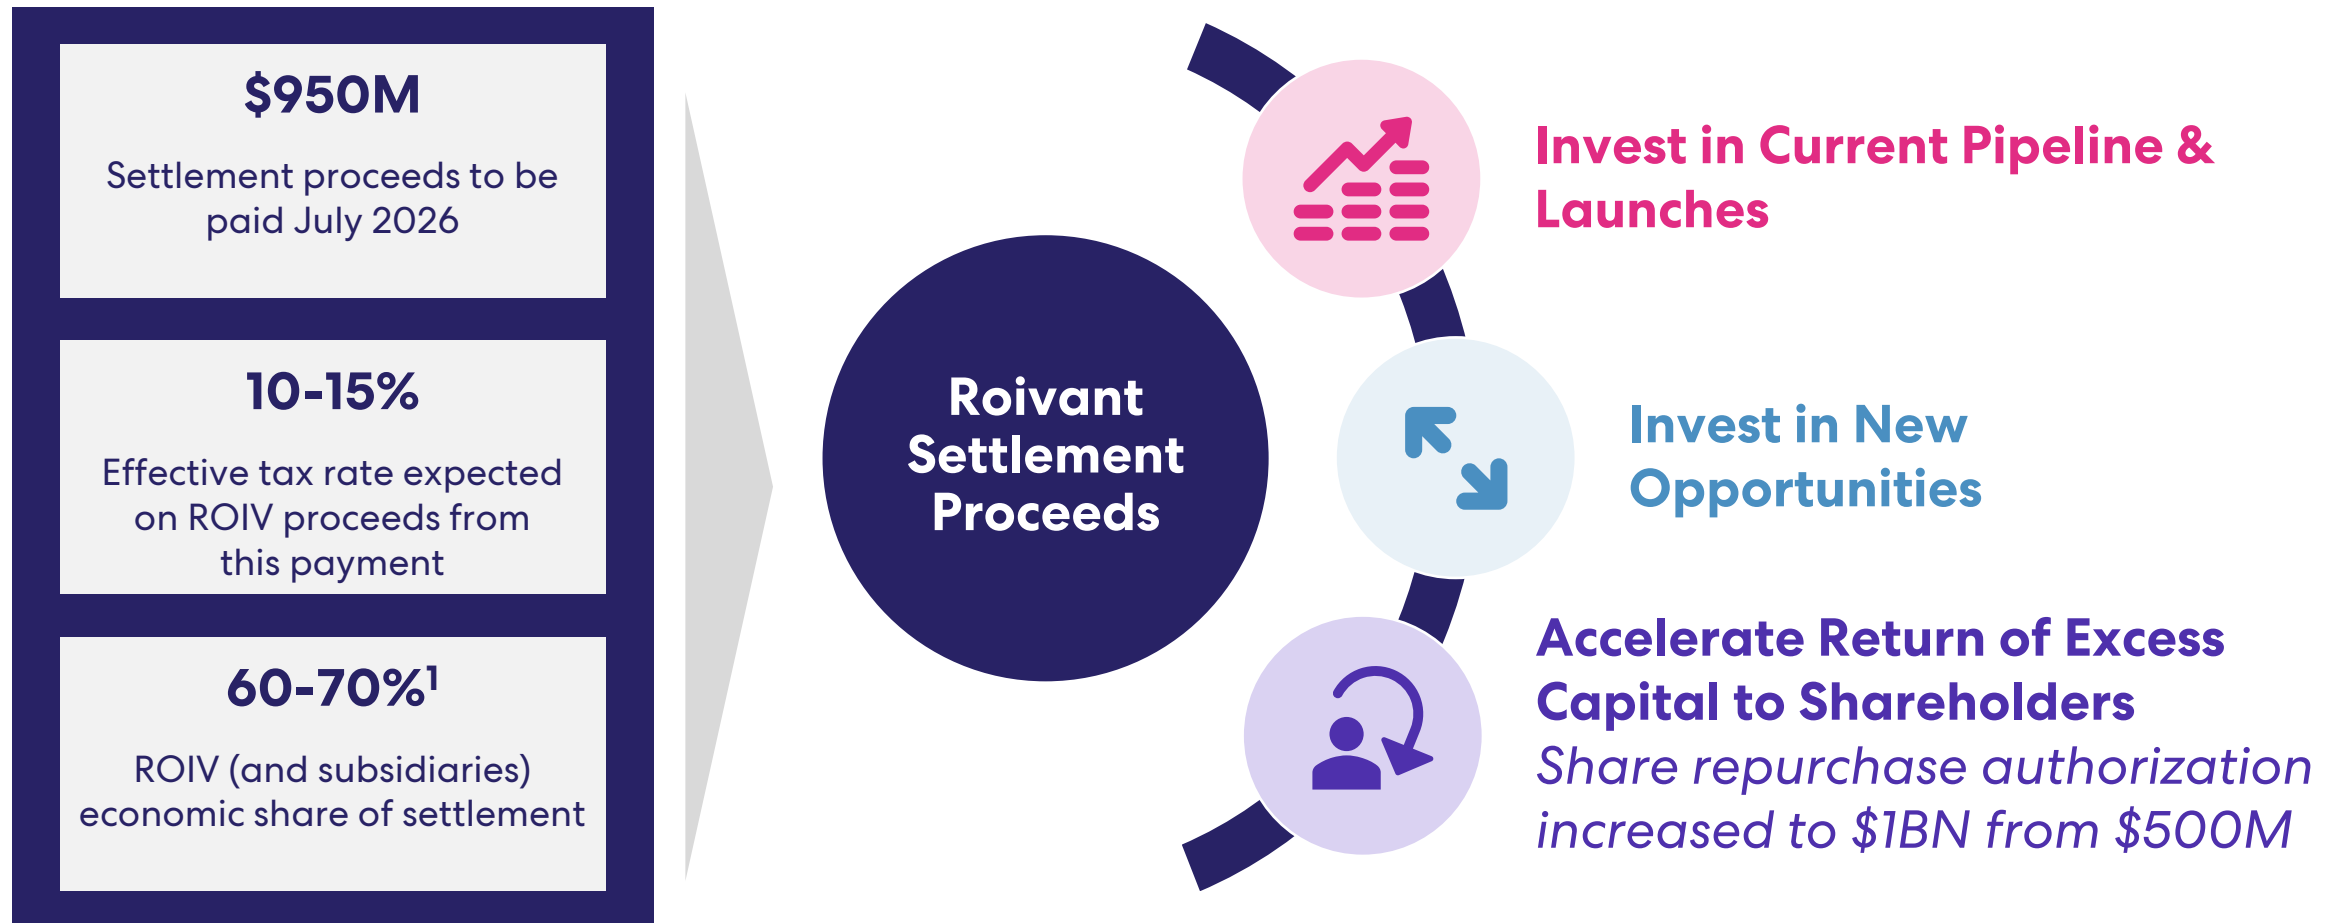 $950M
Settlement proceeds to be
paid July 2026
10-15%
Effective tax rate expected
on ROIV proceeds from
this payment
60-70%¹
ROIV (and subsidiaries)
economic share of settlement
Roivant
Settlement
Proceeds
Invest in Current Pipeline &
Launches
Invest in New
Opportunities
Accelerate Return of Excess
Capital to Shareholders
Share repurchase authorization
increased to $1BN from $500M